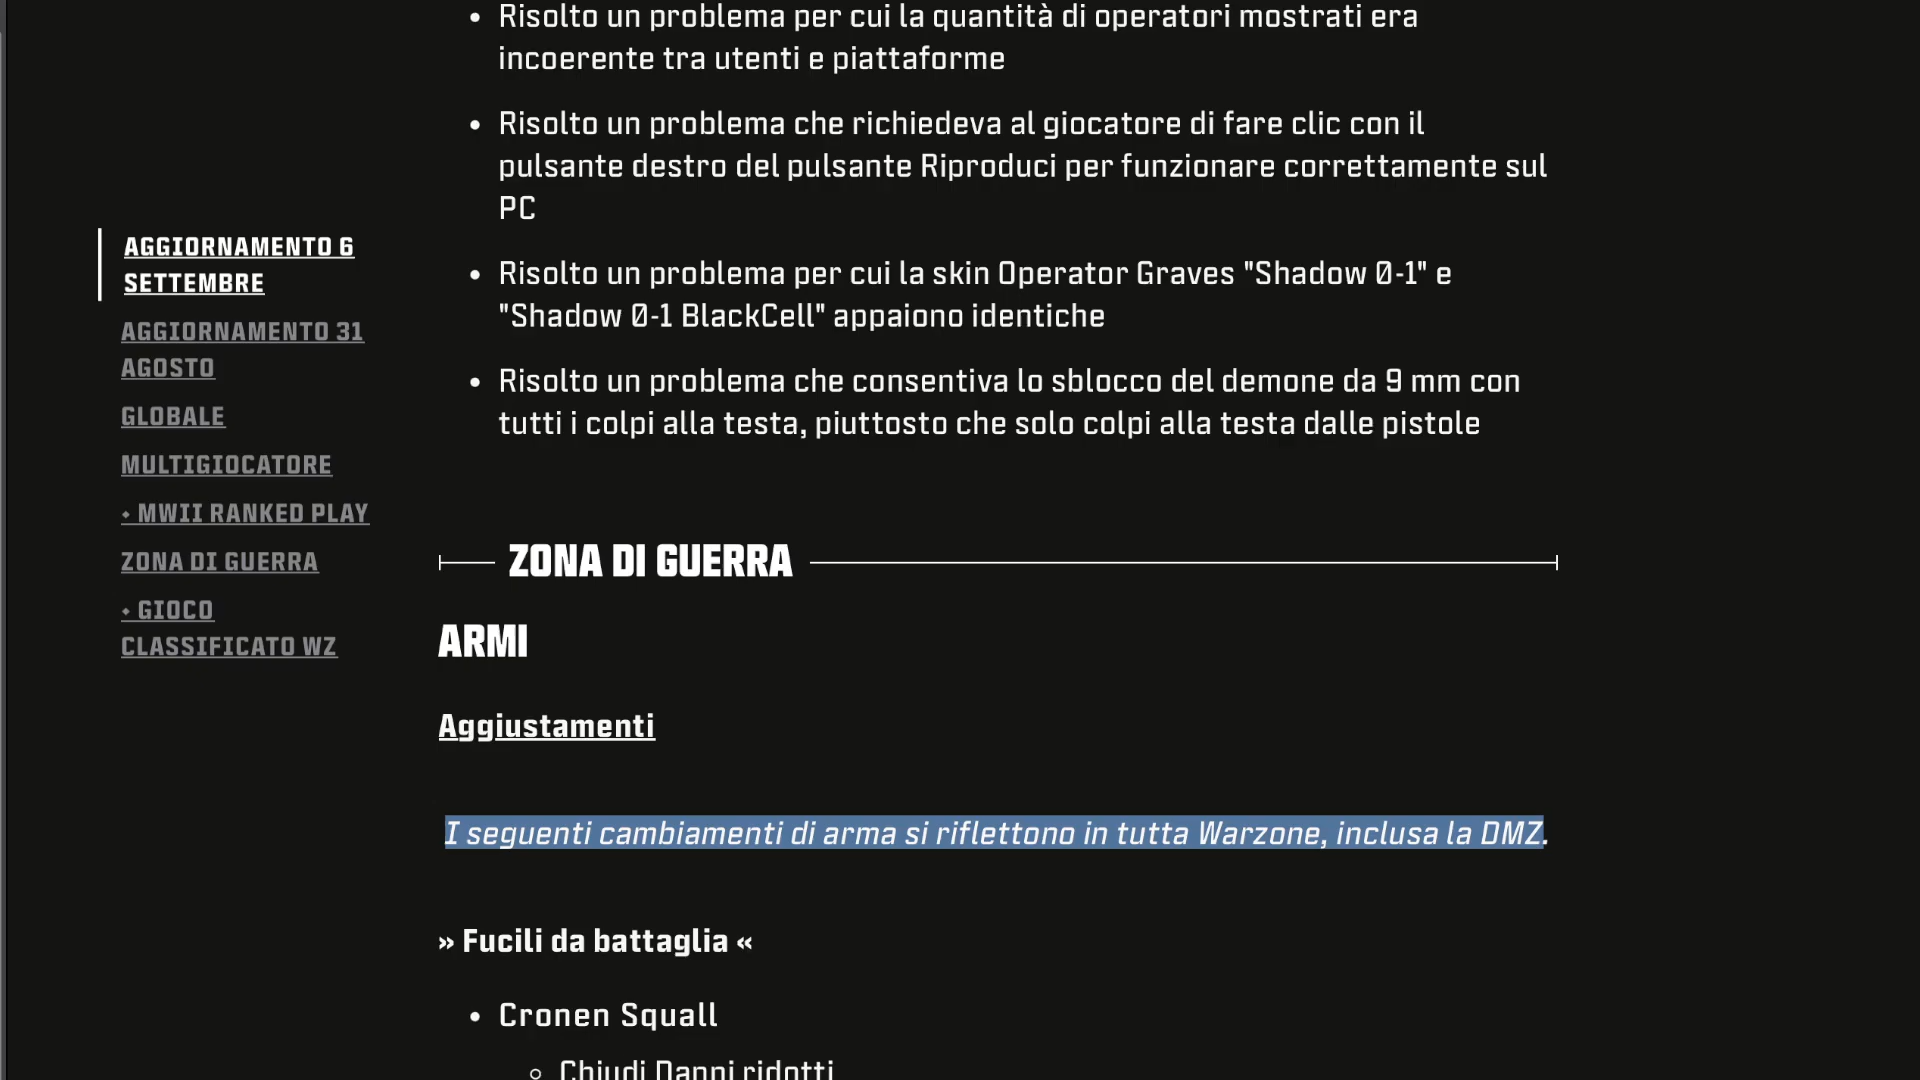 • Risolto un problema per cui la quantità di operatori mostrati era
incoerente tra utenti e piattaforme
• Risolto un problema che richiedeva al giocatore di fare clic con il
pulsante destro del pulsante Riproduci per funzionare correttamente sul
PC
• Risolto un problema per cui la skin Operator Graves "Shadow 0-1" e
"Shadow 0-1 BlackCell" appaiono identiche
• Risolto un problema che consentiva lo sblocco del demone da 9 mm con
tutti i colpi alla testa, piuttosto che solo colpi alla testa dalle pistole
AGGIORNAMENTO 6
SETTEMBRE
AGGIORNAMENTO 31
AGOSTO
GLOBALE
MULTIGIOCATORE
• MWII RANKED PLAY
ZONA DI GUERRA
• GIOCO
CLASSIFICATO WZ
ZONA DI GUERRA
ARMI
Aggiustamenti
I seguenti cambiamenti di arma si riflettono in tutta Warzone, inclusa la DMZ.
» Fucili da battaglia «
• Cronen Squall
◦ Chiudi Danni ridotti